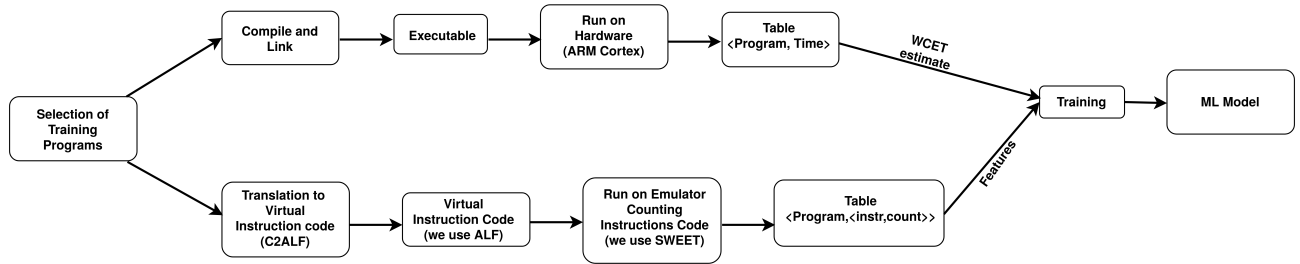 Selection of
Training
Programs
Compile and
Link
Executable
Run on
Hardware
(ARM Cortex)
Table
<Program, Time>
WCET
estimate
Translation to
Virtual
Instruction code
(C2ALF)
Virtual
Instruction Code
(we use ALF)
Run on Emulator
Counting
Instructions Code
(we use SWEET)
Table
<Program,<instr,count>>
Features
Training
ML Model